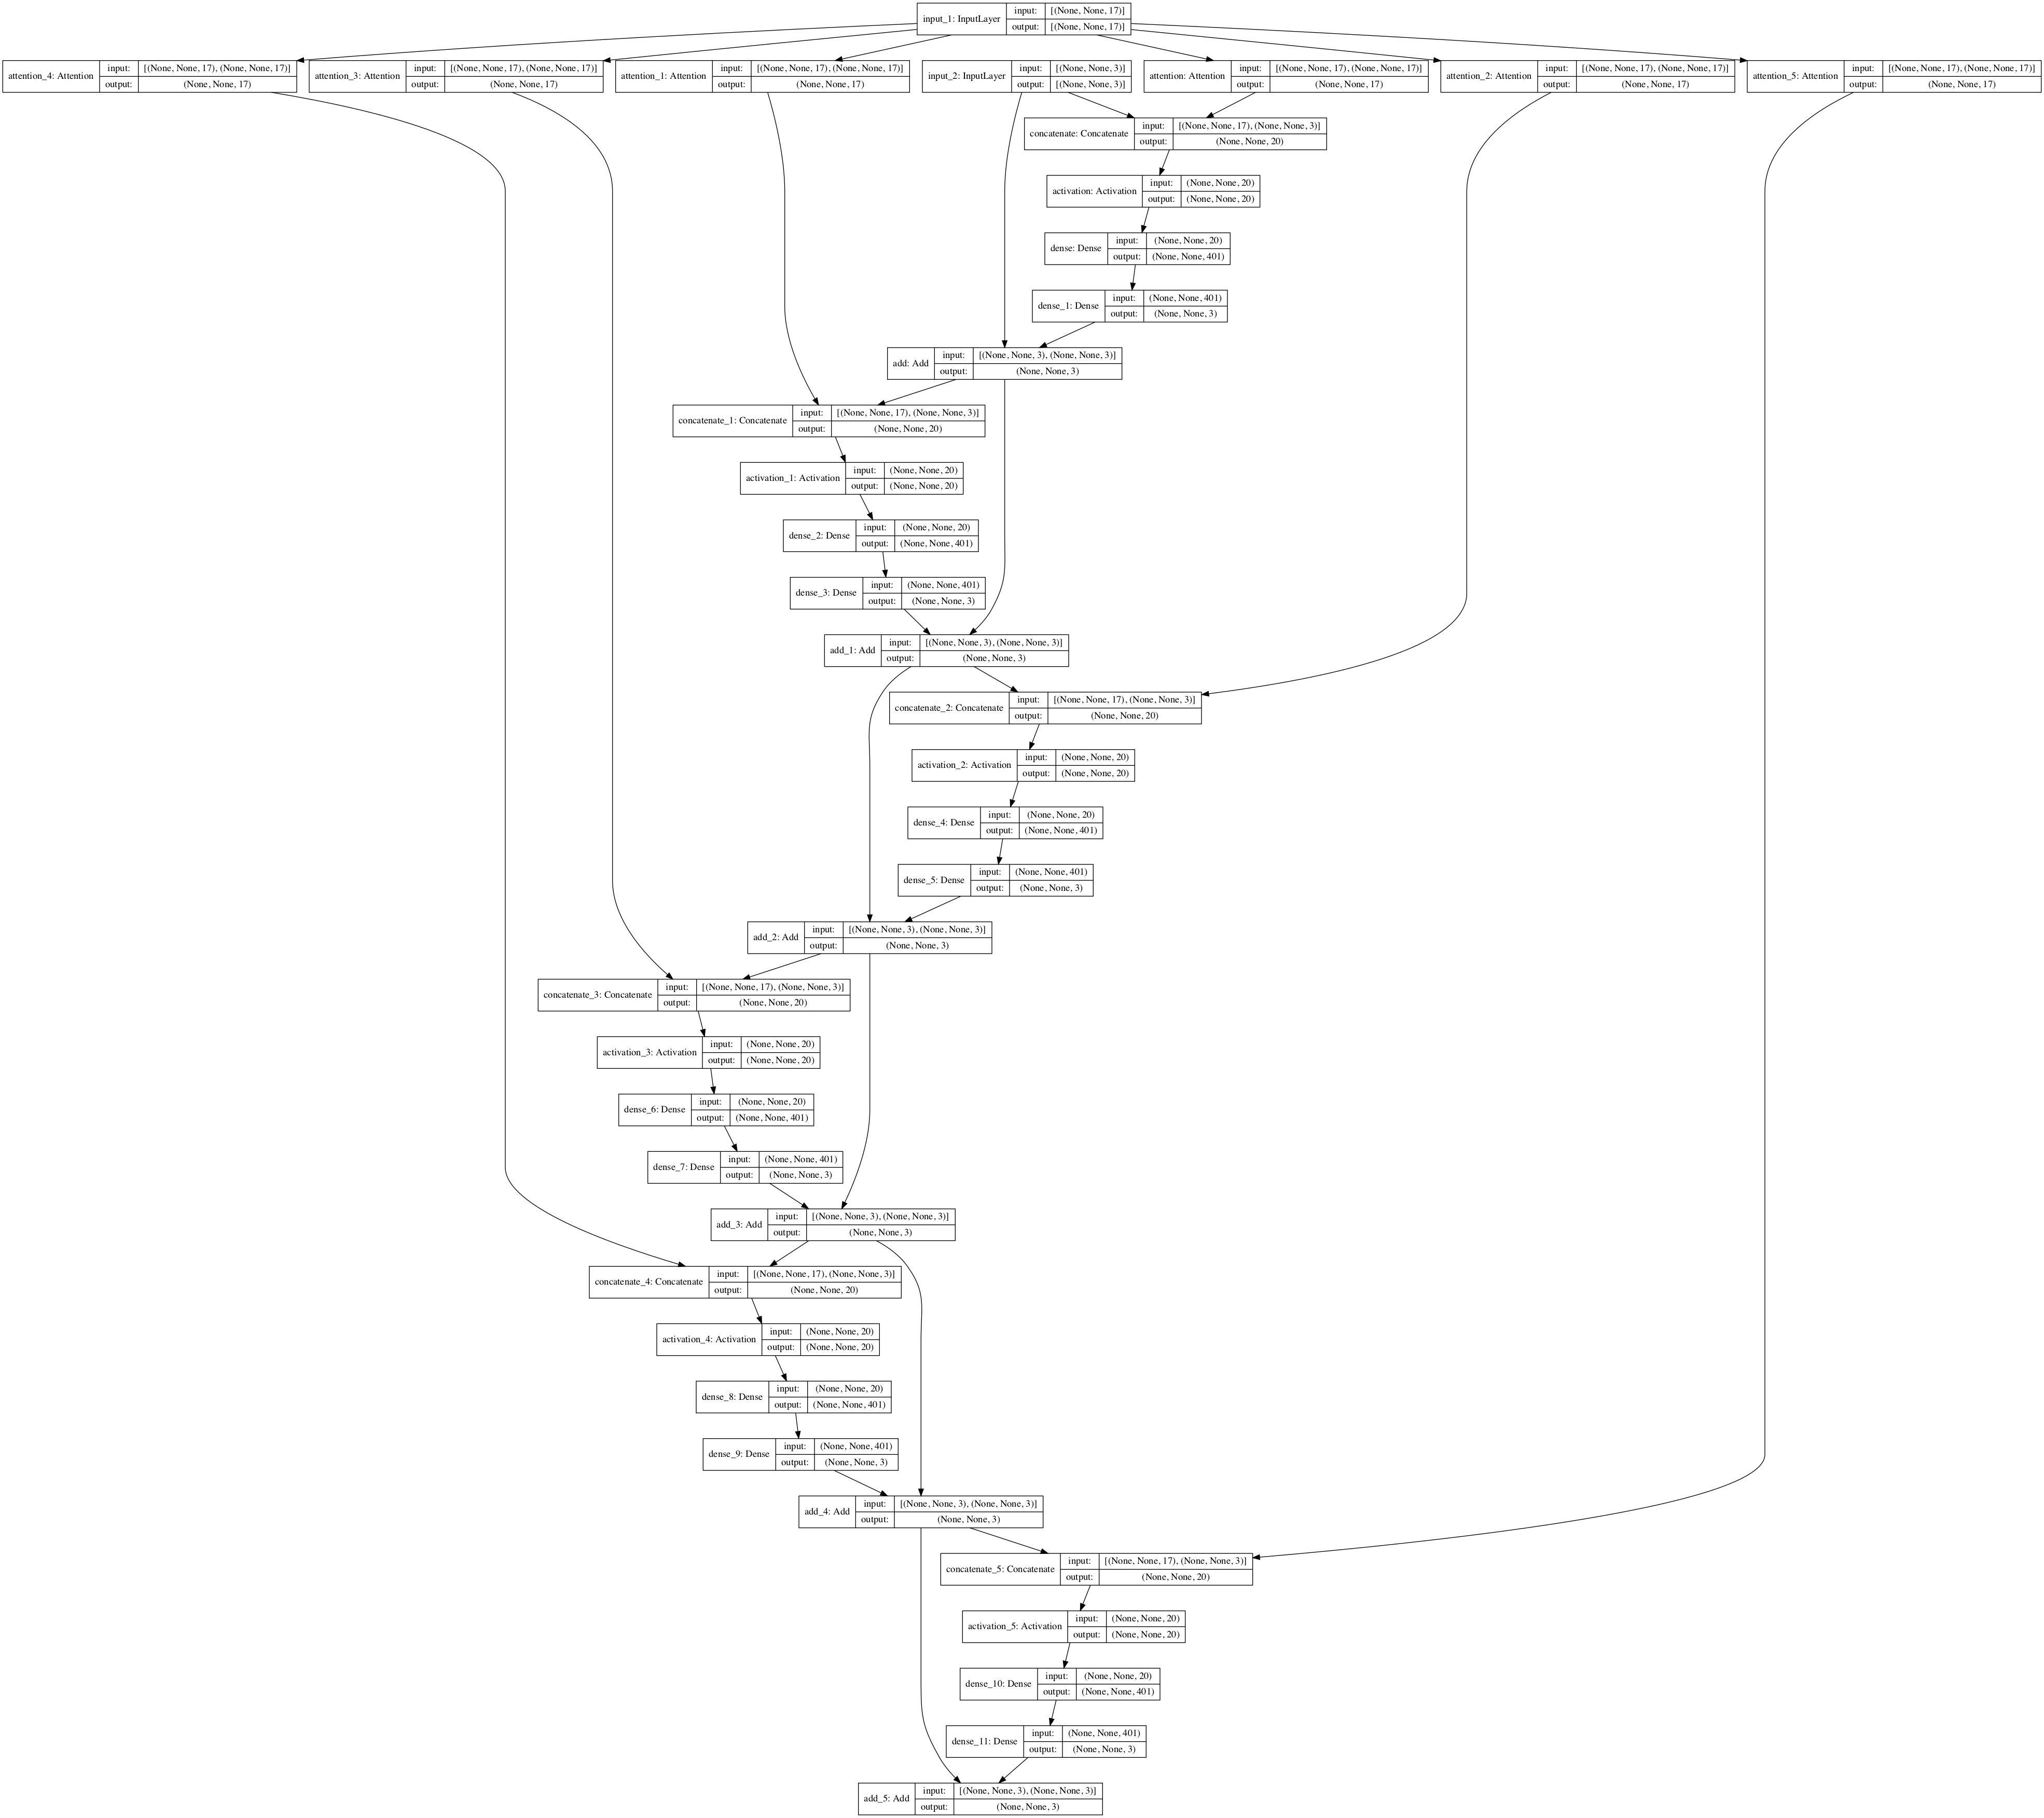 input_1: InputLayer
input: [(None, None, 17)]
output: [(None, None, 17)]
attention_4: Attention
input: [(None, None, 17), (None, None, 17)]
output: (None, None, 17)
attention_3: Attention
input: [(None, None, 17), (None, None, 17)]
output: (None, None, 17)
attention_1: Attention
input: [(None, None, 17), (None, None, 17)]
output: (None, None, 17)
input_2: InputLayer
input: [(None, None, 3)]
output: [(None, None, 3)]
attention: Attention
input: [(None, None, 17), (None, None, 17)]
output: (None, None, 17)
attention_2: Attention
input: [(None, None, 17), (None, None, 17)]
output: (None, None, 17)
attention_5: Attention
input: [(None, None, 17), (None, None, 17)]
output: (None, None, 17)
concatenate: Concatenate
input: [(None, None, 17), (None, None, 3)]
output: (None, None, 20)
activation: Activation
input: (None, None, 20)
output: (None, None, 20)
dense: Dense
input: (None, None, 20)
output: (None, None, 401)
dense_1: Dense
input: (None, None, 401)
output: (None, None, 3)
add: Add
input: [(None, None, 3), (None, None, 3)]
output: (None, None, 3)
concatenate_1: Concatenate
input: [(None, None, 17), (None, None, 3)]
output: (None, None, 20)
activation_1: Activation
input: (None, None, 20)
output: (None, None, 20)
dense_2: Dense
input: (None, None, 20)
output: (None, None, 401)
dense_3: Dense
input: (None, None, 401)
output: (None, None, 3)
add_1: Add
input: [(None, None, 3), (None, None, 3)]
output: (None, None, 3)
concatenate_2: Concatenate
input: [(None, None, 17), (None, None, 3)]
output: (None, None, 20)
activation_2: Activation
input: (None, None, 20)
output: (None, None, 20)
dense_4: Dense
input: (None, None, 20)
output: (None, None, 401)
dense_5: Dense
input: (None, None, 401)
output: (None, None, 3)
add_2: Add
input: [(None, None, 3), (None, None, 3)]
output: (None, None, 3)
concatenate_3: Concatenate
input: [(None, None, 17), (None, None, 3)]
output: (None, None, 20)
activation_3: Activation
input: (None, None, 20)
output: (None, None, 20)
dense_6: Dense
input: (None, None, 20)
output: (None, None, 401)
dense_7: Dense
input: (None, None, 401)
output: (None, None, 3)
add_3: Add
input: [(None, None, 3), (None, None, 3)]
output: (None, None, 3)
concatenate_4: Concatenate
input: [(None, None, 17), (None, None, 3)]
output: (None, None, 20)
activation_4: Activation
input: (None, None, 20)
output: (None, None, 20)
dense_8: Dense
input: (None, None, 20)
output: (None, None, 401)
dense_9: Dense
input: (None, None, 401)
output: (None, None, 3)
add_4: Add
input: [(None, None, 3), (None, None, 3)]
output: (None, None, 3)
concatenate_5: Concatenate
input: [(None, None, 17), (None, None, 3)]
output: (None, None, 20)
activation_5: Activation
input: (None, None, 20)
output: (None, None, 20)
dense_10: Dense
input: (None, None, 20)
output: (None, None, 401)
dense_11: Dense
input: (None, None, 401)
output: (None, None, 3)
add_5: Add
input: [(None, None, 3), (None, None, 3)]
output: (None, None, 3)